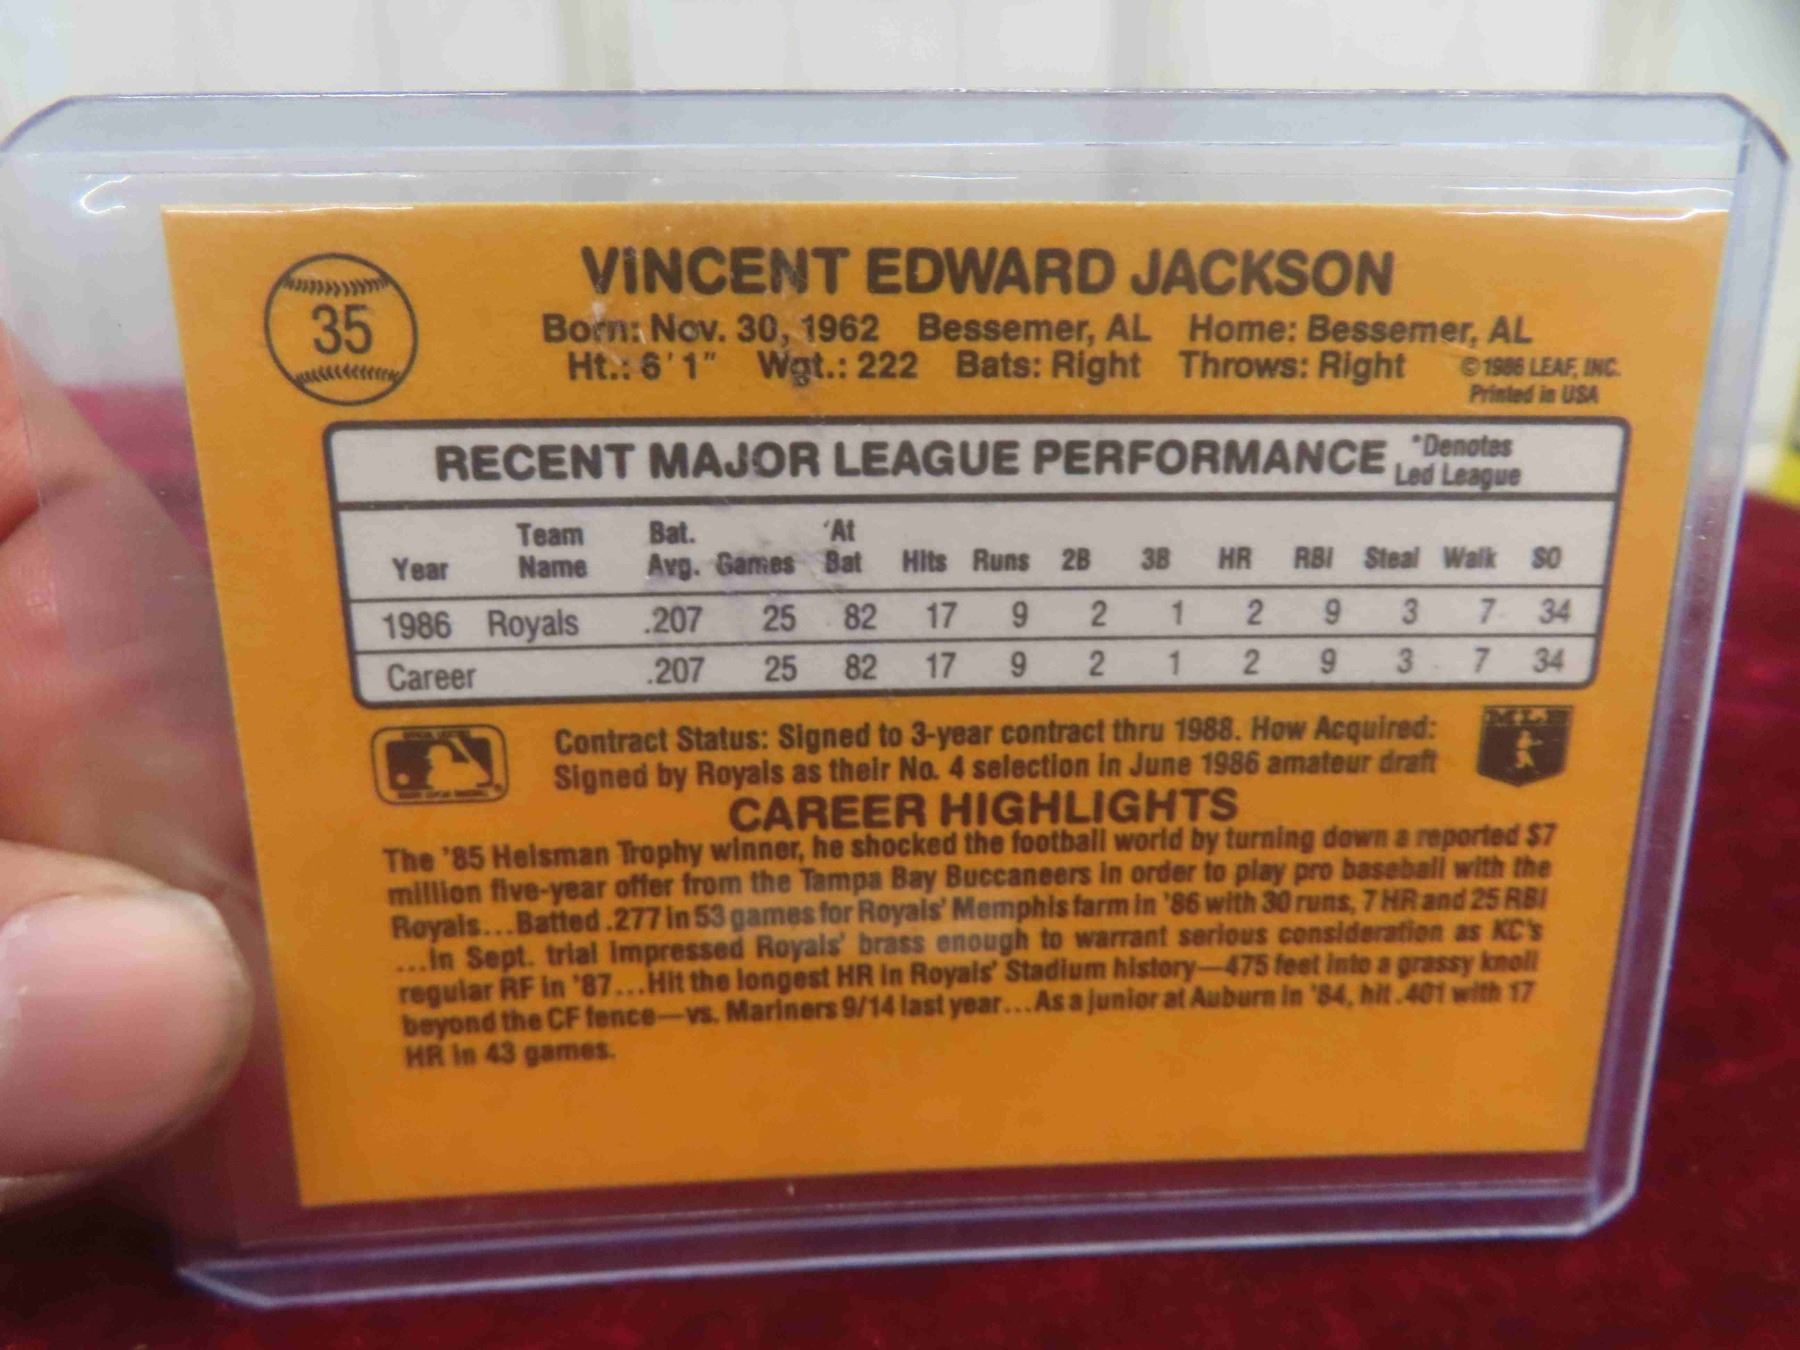 35
VINCENT EDWARD JACKSON
Born: Nov. 30, 1962 Bessemer, AL Home: Bessemer, AL
Ht.: 6'1" Wgt.: 222 Bats: Right Throws: Right
©1986 LEAF, INC.
Printed in USA
RECENT MAJOR LEAGUE PERFORMANCE *Denotes
Led League
Year Team Name Bat. Avg. Games At Bat Hits Runs 2B 3B HR RBI Steal Walk SO
1986 Royals .207 25 82 17 9 2 1 2 9 3 7 34
Career .207 25 82 17 9 2 1 2 9 3 7 34
Contract Status: Signed to 3-year contract thru 1988. How Acquired:
Signed by Royals as their No. 4 selection in June 1986 amateur draft
MLB
CAREER HIGHLIGHTS
The '85 Heisman Trophy winner, he shocked the football world by turning down a reported $7
million five-year offer from the Tampa Bay Buccaneers in order to play pro baseball with the
Royals...Batted .277 in 53 games for Royals' Memphis farm in '86 with 30 runs, 7 HR and 25 RBI
...In Sept. trial impressed Royals' brass enough to warrant serious consideration as KC's
regular RF in '87...Hit the longest HR in Royals' Stadium history—475 feet into a grassy knoll
beyond the CF fence—vs. Mariners 9/14 last year...As a junior at Auburn in '84, hit .401 with 17
HR in 43 games.